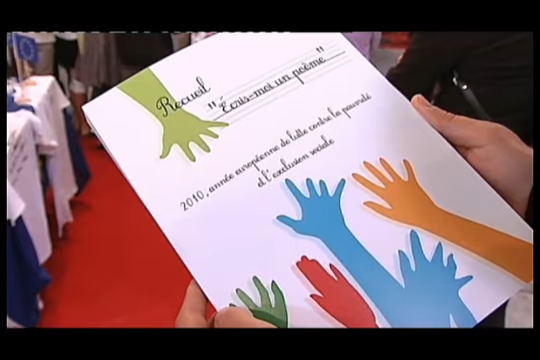 Recueil
"Écris-moi un poème"
2010, année européenne de lutte contre la pauvreté
et l'exclusion sociale